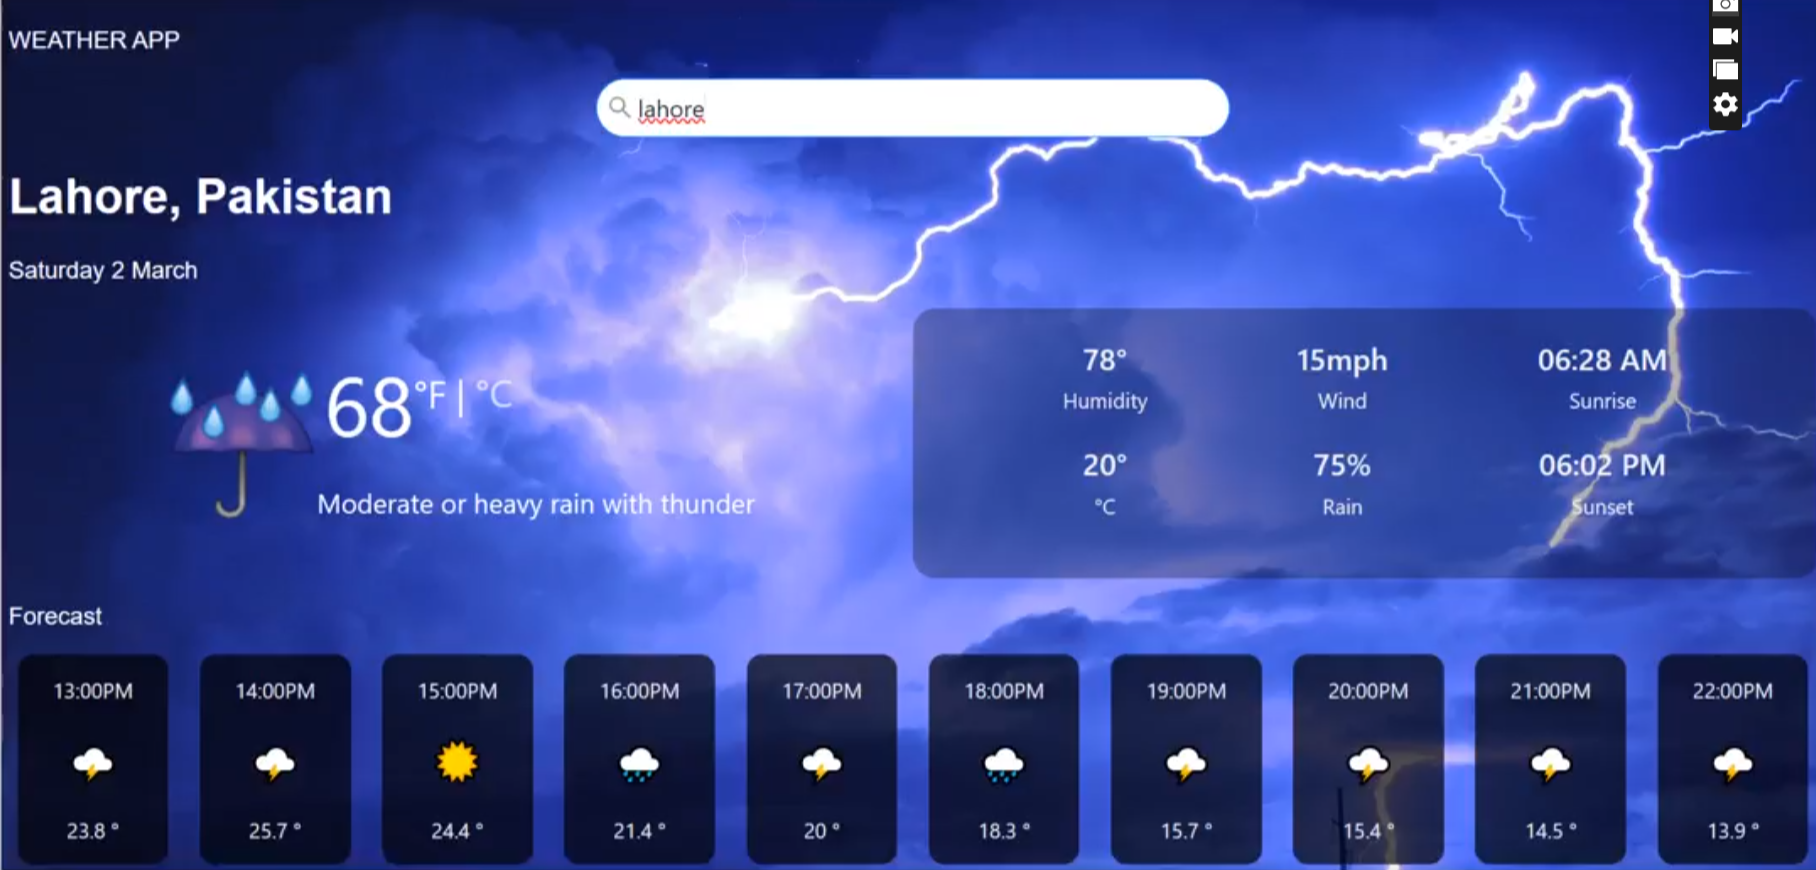 WEATHER APP
lahore
Lahore, Pakistan
Saturday 2 March
68 °F | °C
Moderate or heavy rain with thunder
78° 15mph 06:28 AM
Humidity Wind Sunrise
20° 75% 06:02 PM
°C Rain Sunset
Forecast
13:00PM 14:00PM 15:00PM 16:00PM 17:00PM 18:00PM 19:00PM 20:00PM 21:00PM 22:00PM
23.8 ° 25.7 ° 24.4 ° 21.4 ° 20 ° 18.3 ° 15.7 ° 15.4 ° 14.5 ° 13.9 °